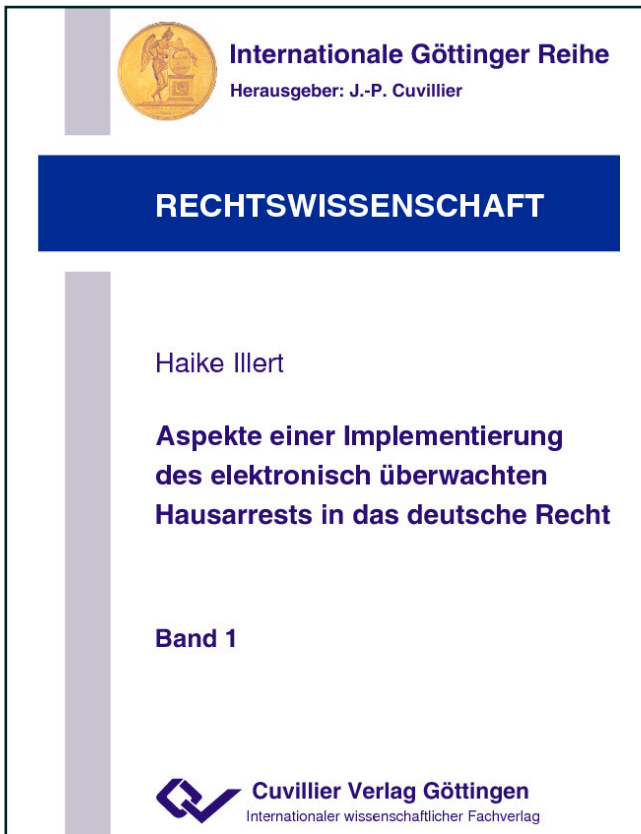 Internationale Göttinger Reihe
Herausgeber: J.-P. Cuvillier
RECHTSWISSENSCHAFT
Haike Illert
Aspekte einer Implementierung
des elektronisch überwachten
Hausarrests in das deutsche Recht
Band 1
Cuvillier Verlag Göttingen
Internationaler wissenschaftlicher Fachverlag